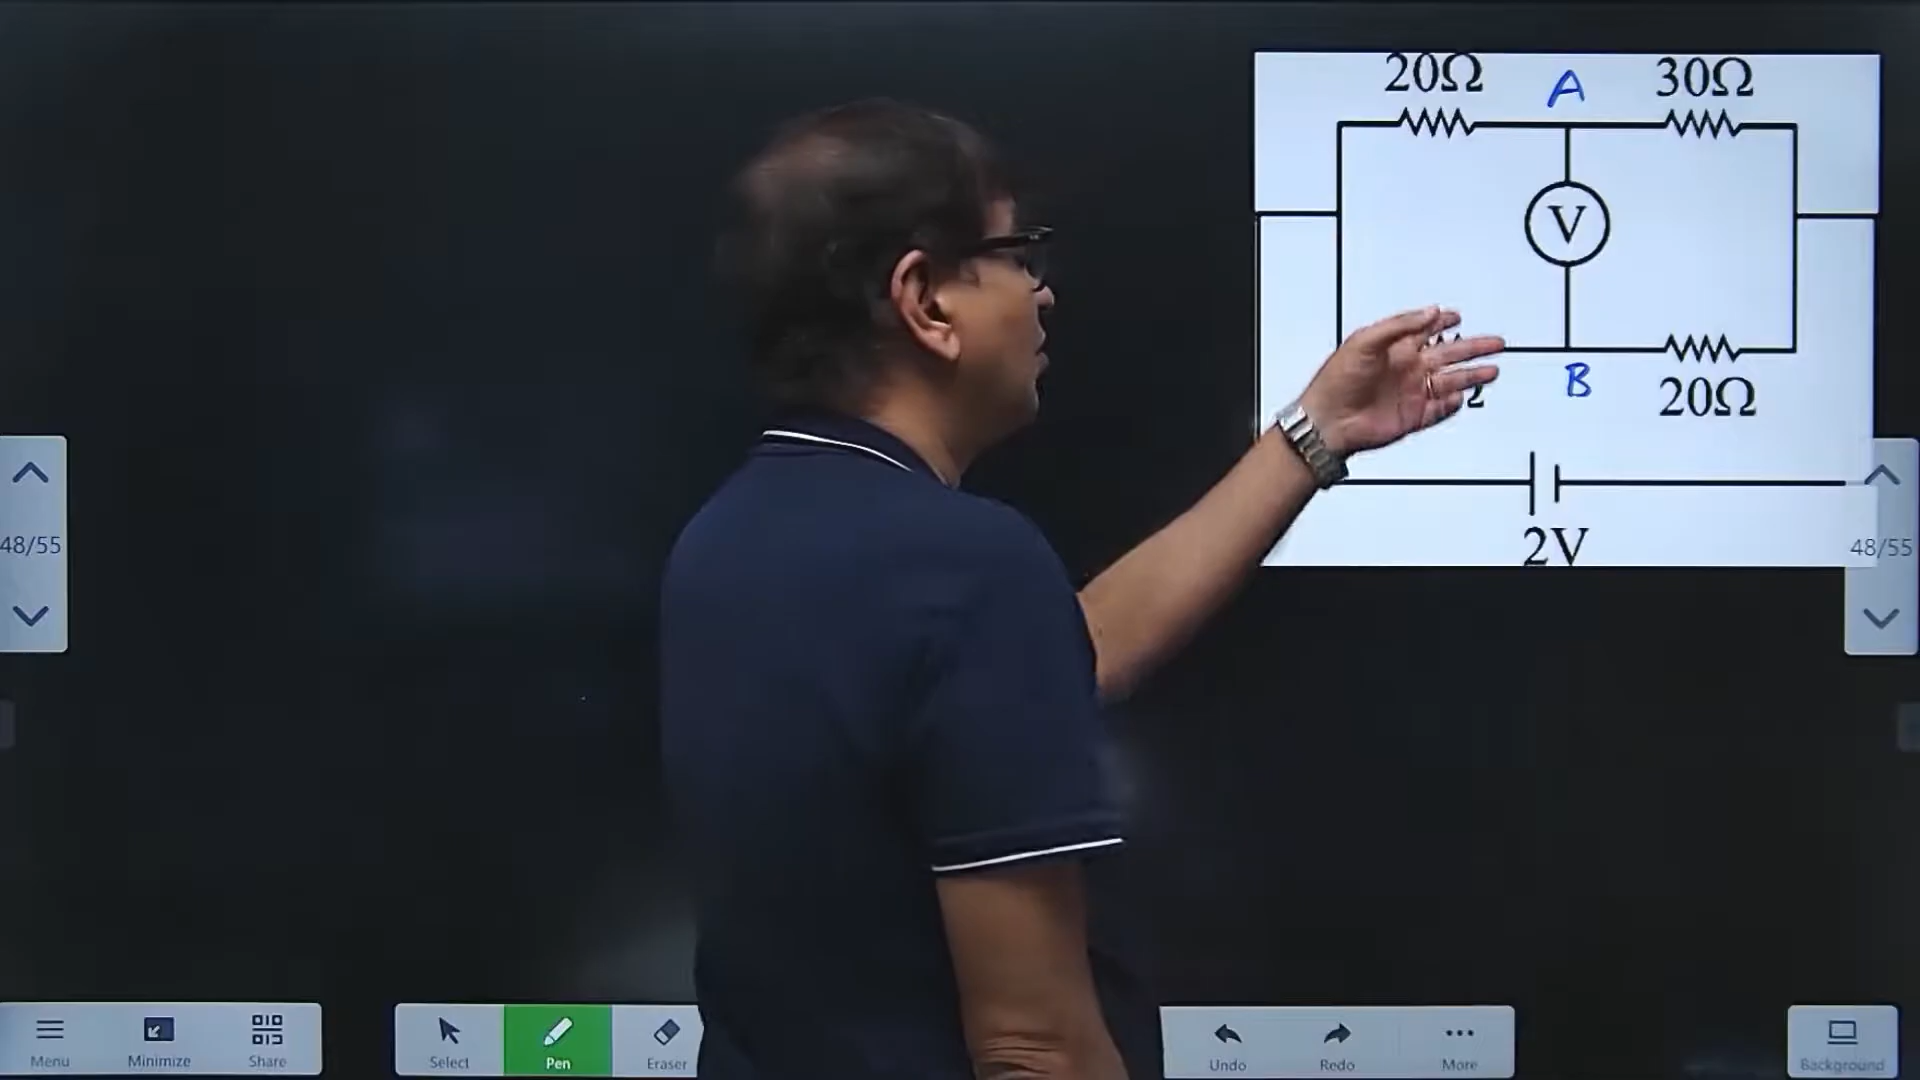 20Ω A 30Ω
V
B
20Ω
2V
48/55
48/55
Menu Minimize Share Select Pen Eraser Undo Redo More Background